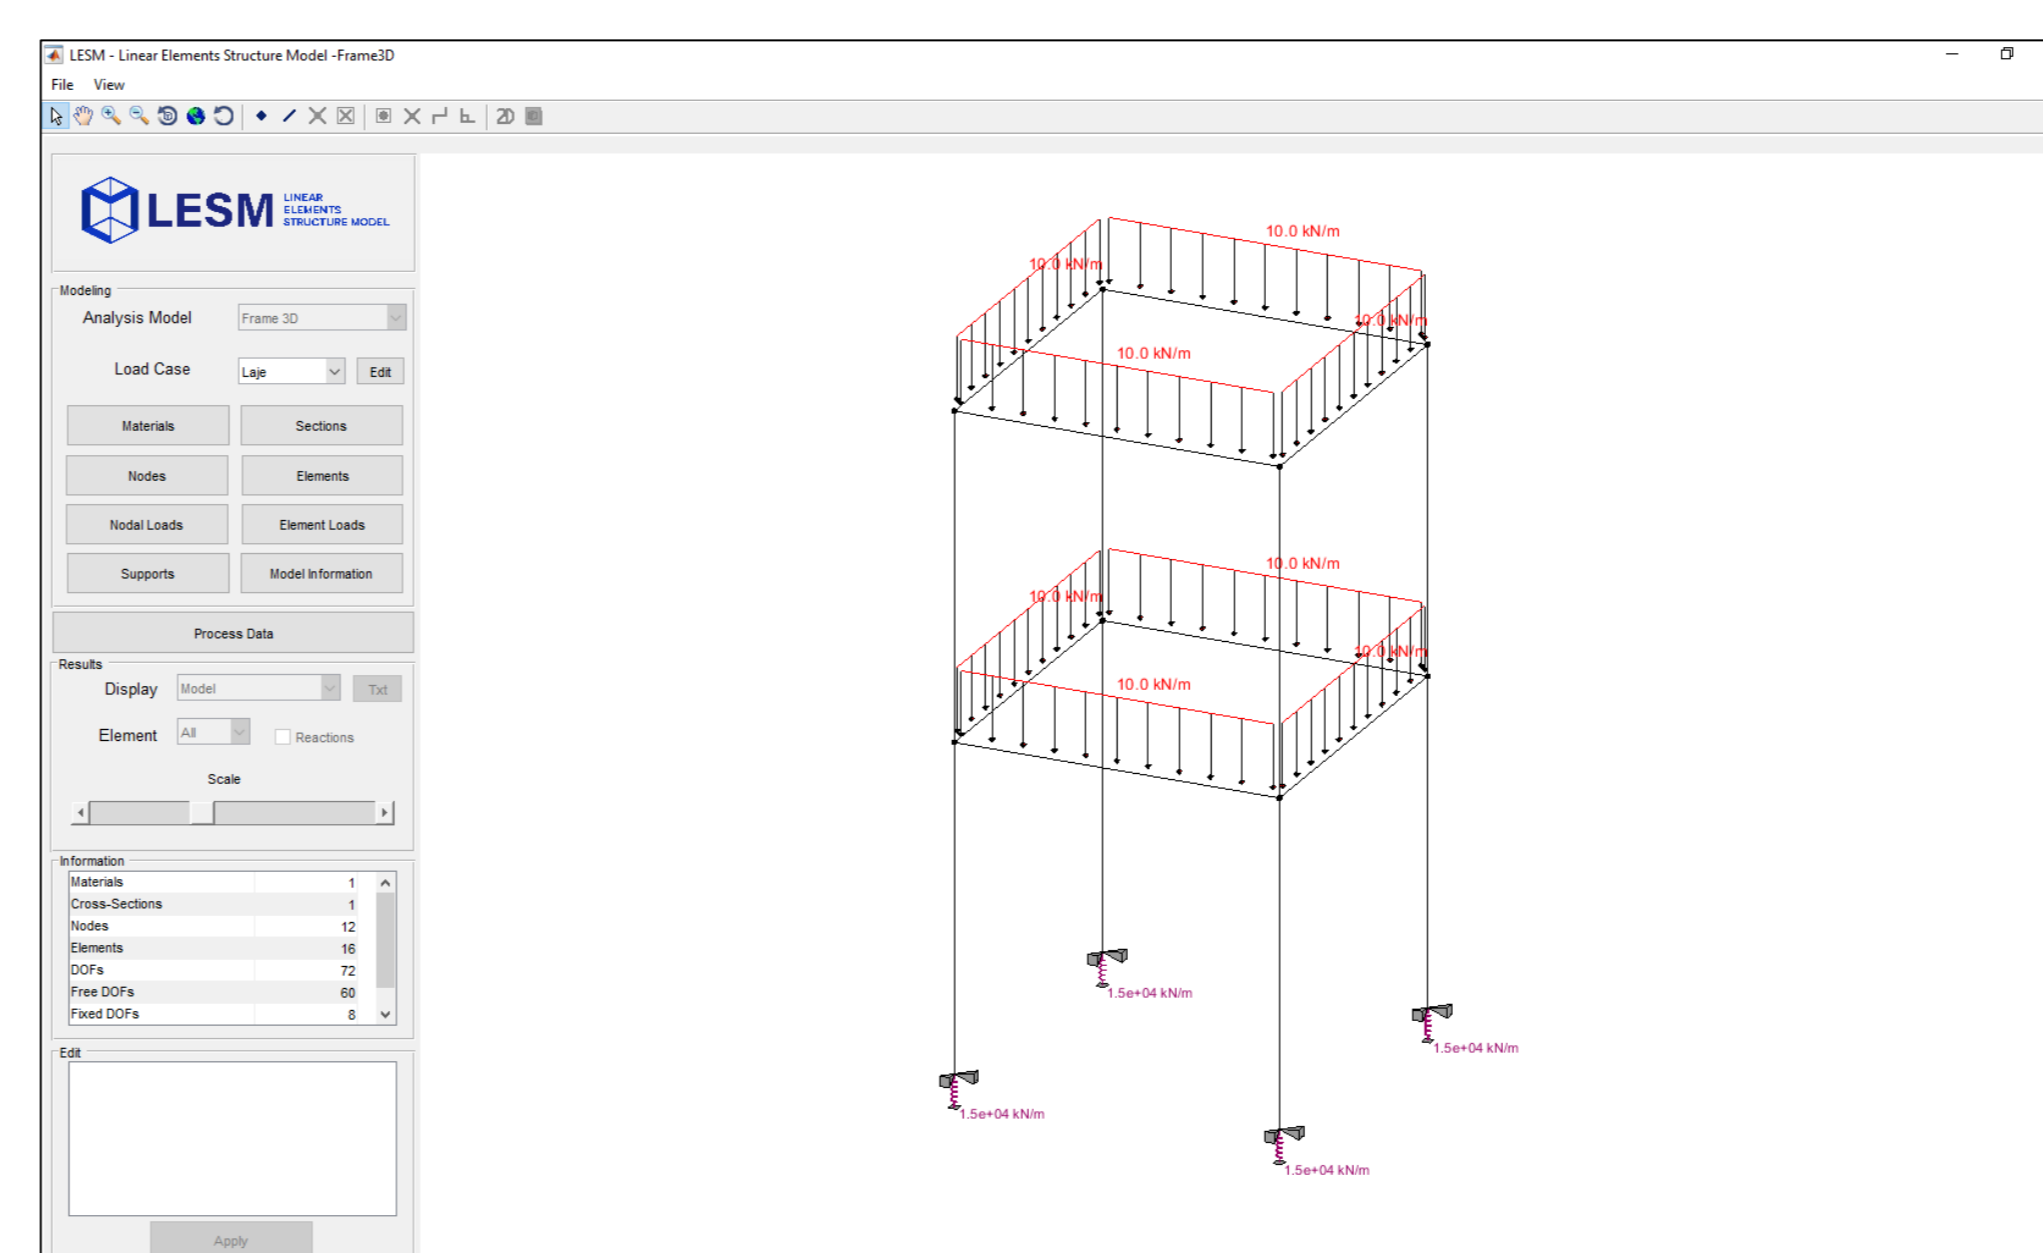 LESM - Linear Elements Structure Model -Frame3D
File View
2D
LESM LINEAR
ELEMENTS
STRUCTURE MODEL
Modeling
Analysis Model Frame 3D
Load Case Laje Edit
Materials Sections
Nodes Elements
Nodal Loads Element Loads
Supports Model Information
Process Data
Results
Display Model Txt
Element All Reactions
Scale
Information
Materials 1
Cross-Sections 1
Nodes 12
Elements 16
DOFs 72
Free DOFs 60
Fixed DOFs 8
Edit
Apply
10.0 kN/m
10.0 kN/m
10.0 kN/m
10.0 kN/m
10.0 kN/m
10.0 kN/m
10.0 kN/m
10.0 kN/m
1.5e+04 kN/m
1.5e+04 kN/m
1.5e+04 kN/m
1.5e+04 kN/m